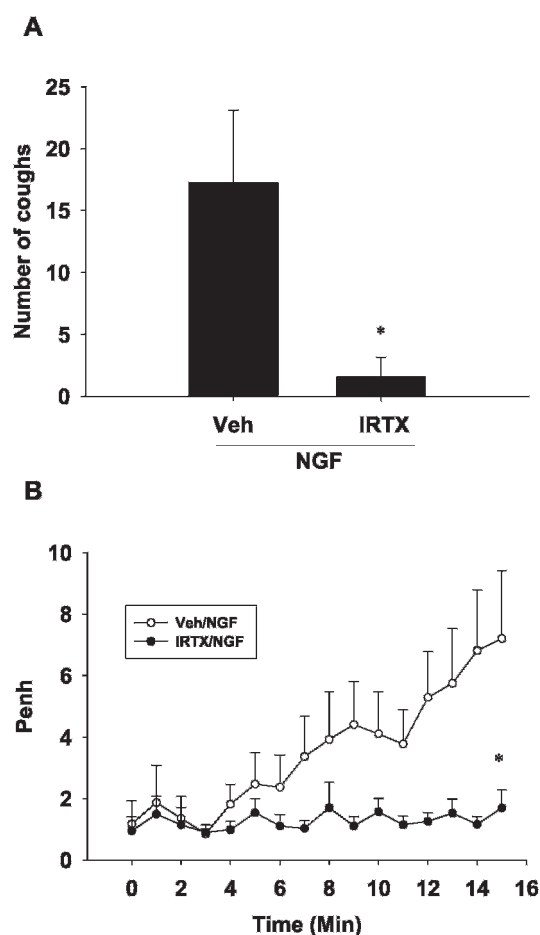 A
Number of coughs
25
20
15
10
5
0
*
Veh IRTX
NGF
B
Penh
10
8
6
4
2
0
Veh/NGF
IRTX/NGF
*
0 2 4 6 8 10 12 14 16
Time (Min)